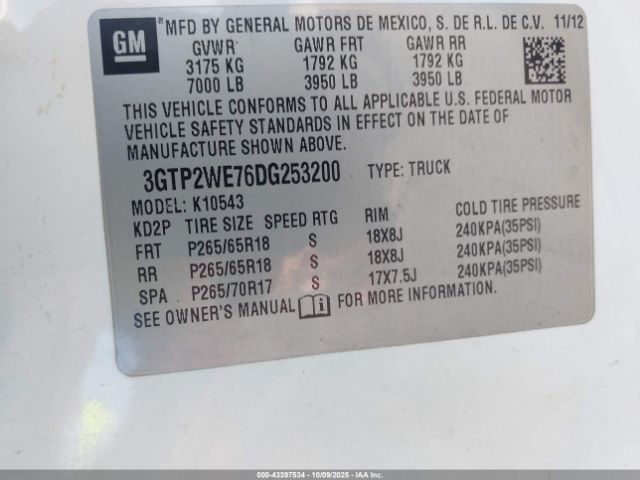 GM
MFD BY GENERAL MOTORS DE MEXICO, S. DE R.L. DE C.V. 11/12
GVWR GAWR FRT GAWR RR
3175 KG 1792 KG 1792 KG
7000 LB 3950 LB 3950 LB
THIS VEHICLE CONFORMS TO ALL APPLICABLE U.S. FEDERAL MOTOR
VEHICLE SAFETY STANDARDS IN EFFECT ON THE DATE OF
MANUFACTURE SHOWN ABOVE.
3GTP2WE76DG253200 TYPE: TRUCK
MODEL: K10543
KD2P TIRE SIZE SPEED RTG RIM COLD TIRE PRESSURE
FRT P265/65R18 S 18X8J 240KPA(35PSI)
RR P265/65R18 S 18X8J 240KPA(35PSI)
SPA P265/70R17 S 17X7.5J 240KPA(35PSI)
SEE OWNER'S MANUAL FOR MORE INFORMATION.
000-43397534 - 10/09/2025 - IAAI.com